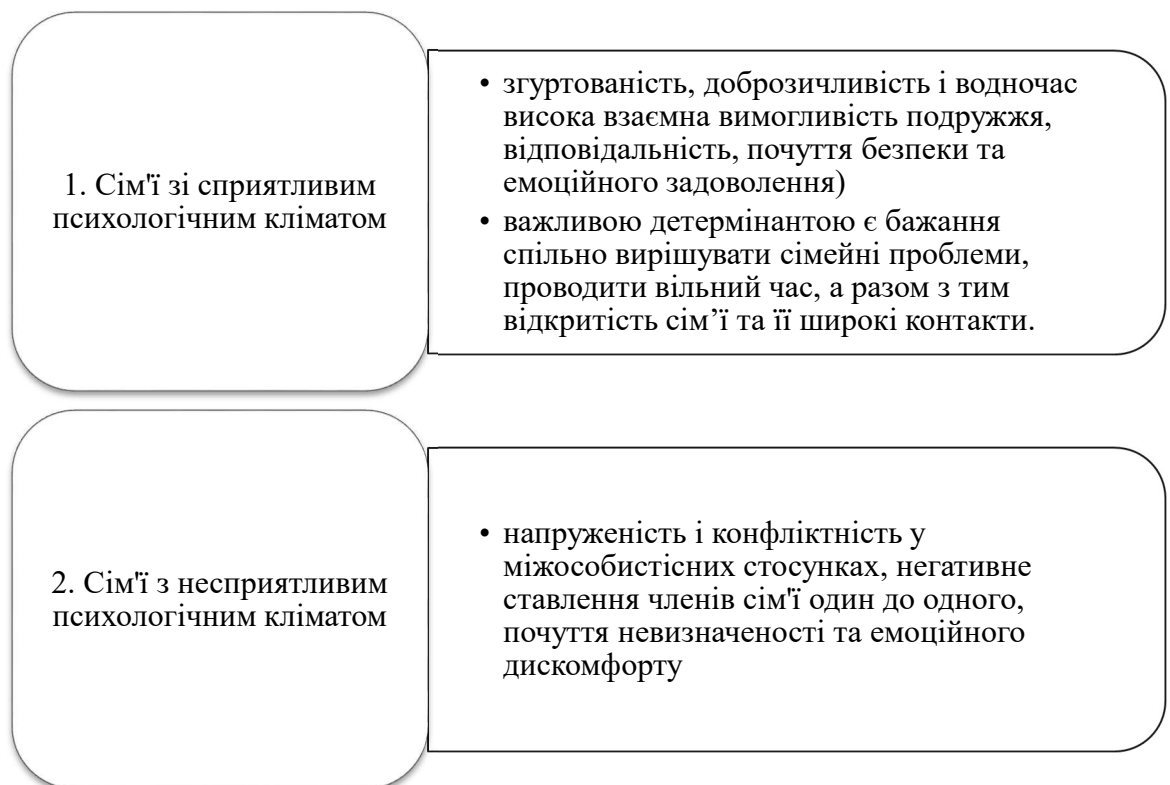 1. Сім'ї зі сприятливим
психологічним кліматом
• згуртованість, доброзичливість і водночас
висока взаємна вимогливість подружжя,
відповідальність, почуття безпеки та
емоційного задоволення)
• важливою детермінантою є бажання
спільно вирішувати сімейні проблеми,
проводити вільний час, а разом з тим
відкритість сім’ї та її широкі контакти.
2. Сім'ї з несприятливим
психологічним кліматом
• напруженість і конфліктність у
міжособистісних стосунках, негативне
ставлення членів сім'ї один до одного,
почуття невизначеності та емоційного
дискомфорту